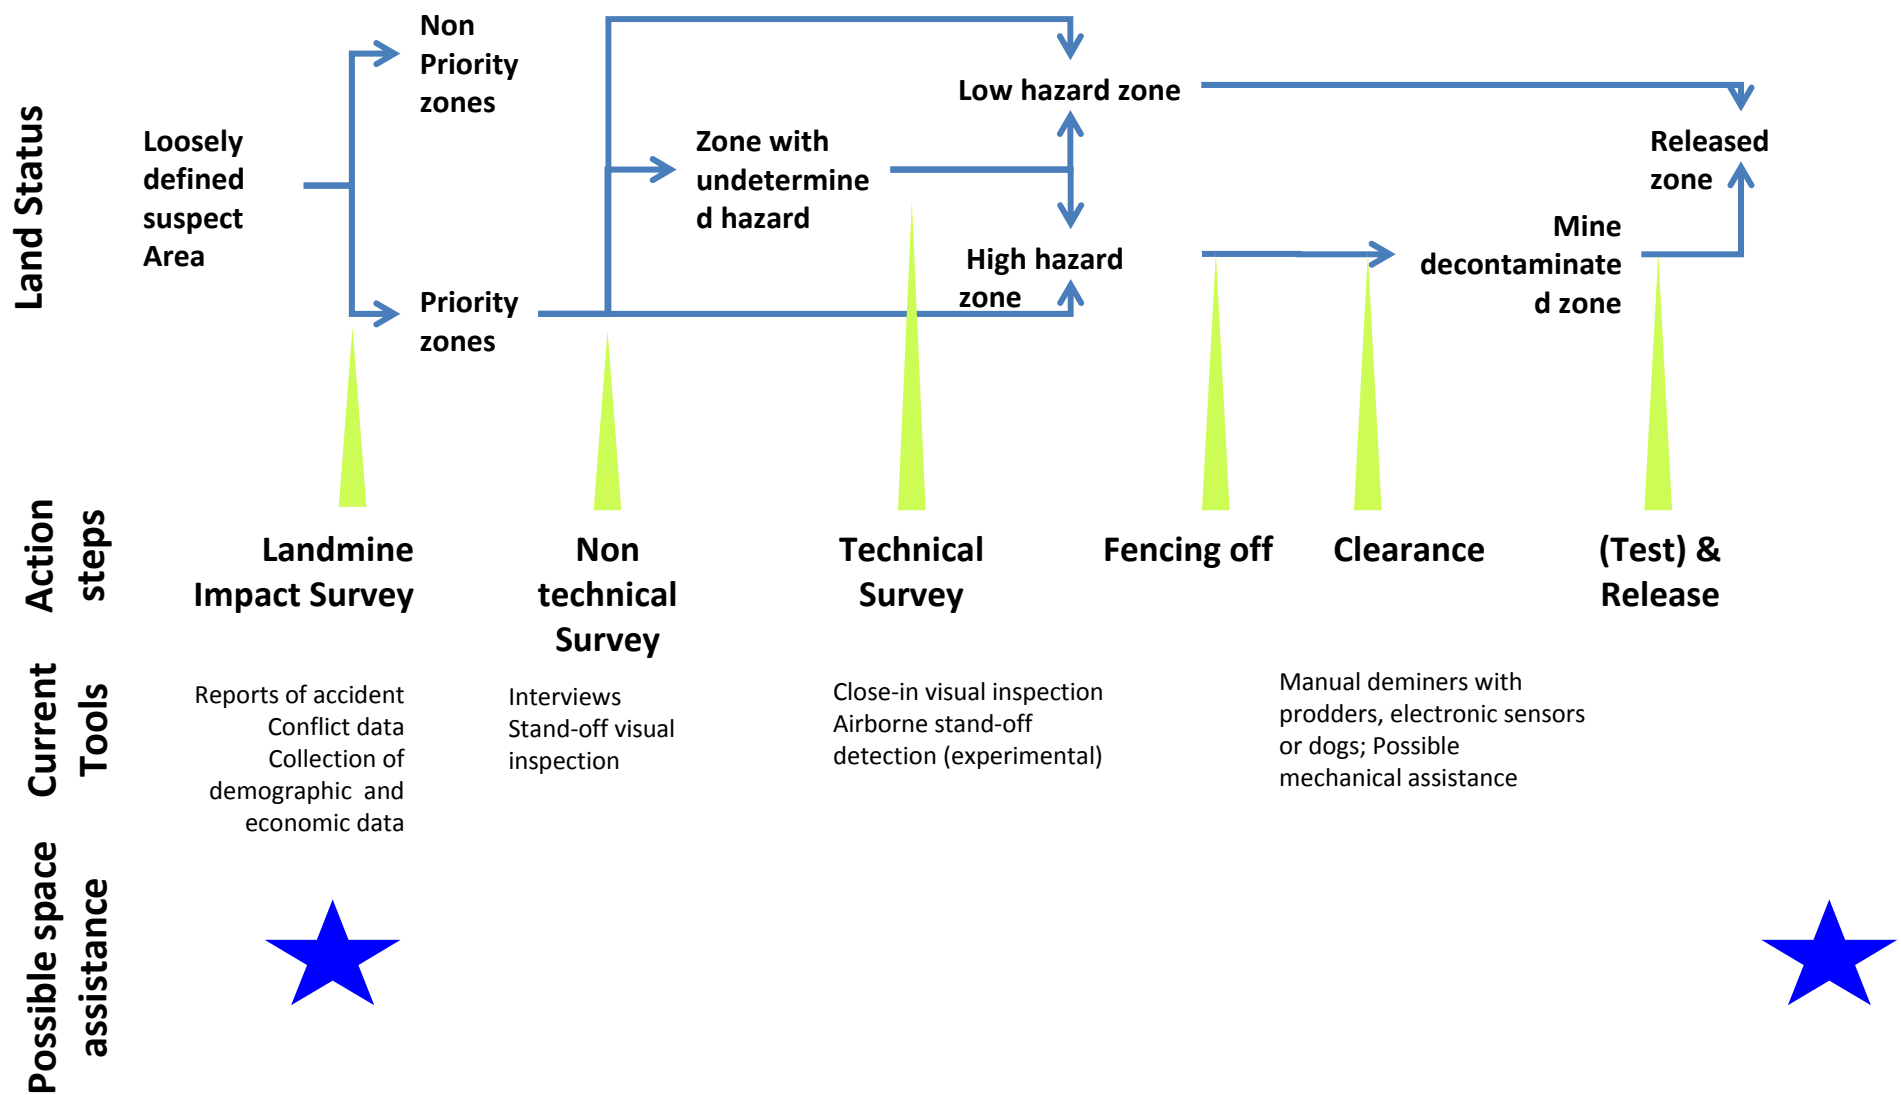 Land Status
Loosely
defined
suspect
Area
Non
Priority
zones
Priority
zones
Zone with
undetermine
d hazard
Low hazard zone
High hazard
zone
Mine
decontaminate
d zone
Released
zone
Action
steps
Landmine
Impact Survey
Non
technical
Survey
Technical
Survey
Fencing off
Clearance
(Test) &
Release
Current
Tools
Reports of accident
Conflict data
Collection of
demographic and
economic data
Interviews
Stand-off visual
inspection
Close-in visual inspection
Airborne stand-off
detection (experimental)
Manual deminers with
prodders, electronic sensors
or dogs; Possible
mechanical assistance
Possible space
assistance